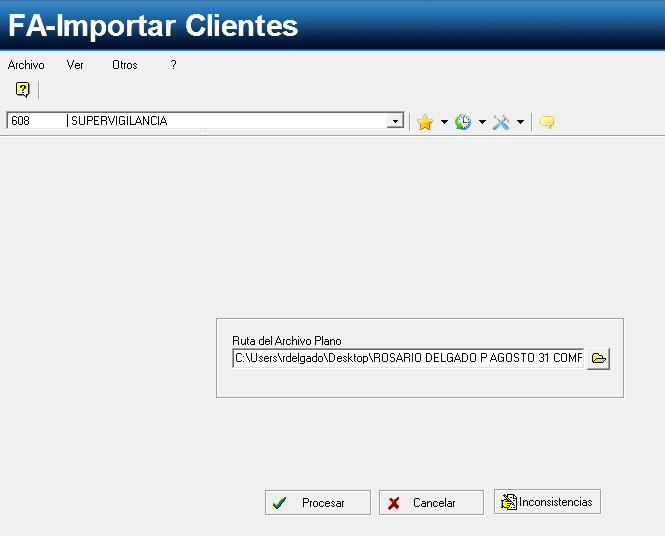 FA-Importar Clientes
Archivo Ver Otros ?
?
608 SUPERVIGILANCIA
Ruta del Archivo Plano
C:\Users\rdelgado\Desktop\ROSARIO DELGADO P AGOSTO 31 COMF
Procesar Cancelar Inconsistencias